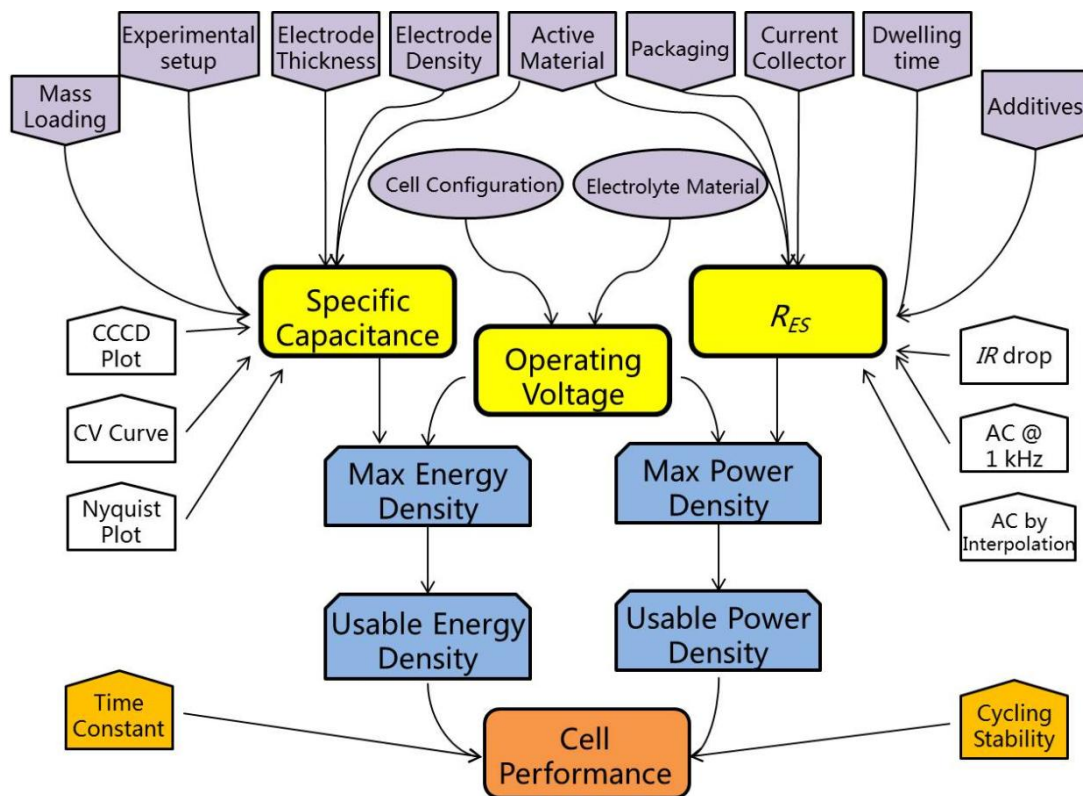 Experimental
setup
Electrode
Thickness
Electrode
Density
Active
Material
Packaging
Current
Collector
Dwelling
time
Mass
Loading
Additives
Cell Configuration
Electrolyte Material
Specific
Capacitance
R_ES
Operating
Voltage
CCCD
Plot
IR drop
CV Curve
AC @
1 kHz
Nyquist
Plot
AC by
Interpolation
Max Energy
Density
Max Power
Density
Usable Energy
Density
Usable Power
Density
Time
Constant
Cycling
Stability
Cell
Performance